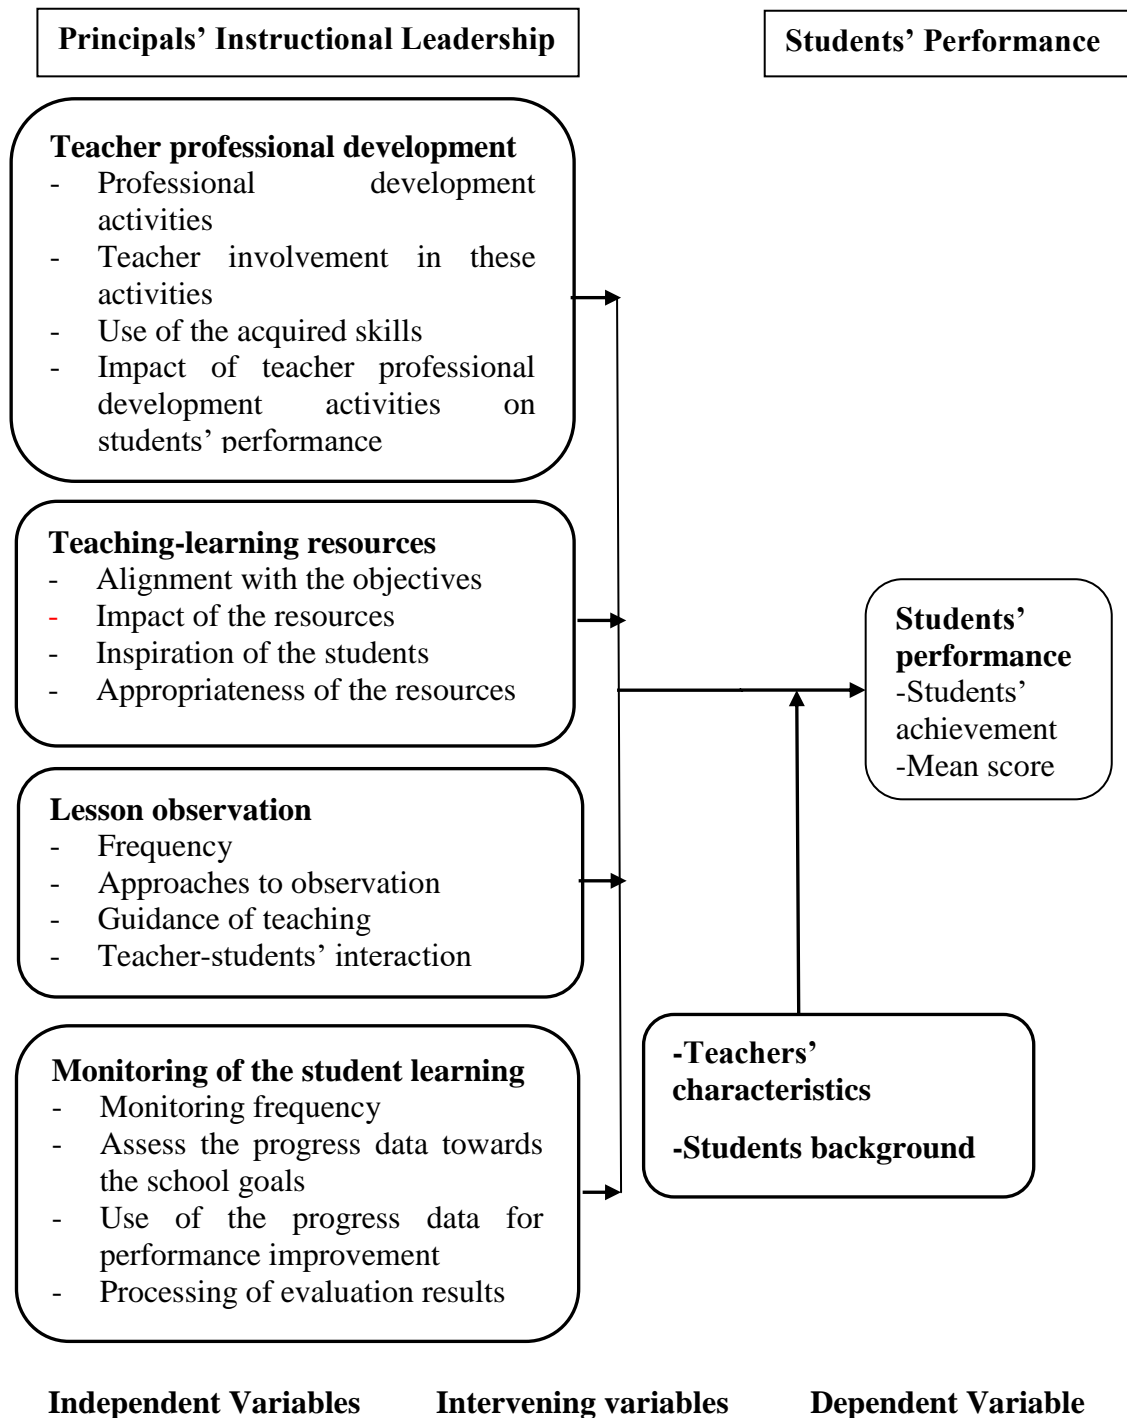 Principals’ Instructional Leadership
Students’ Performance
Teacher professional development
- Professional development
activities
- Teacher involvement in these
activities
- Use of the acquired skills
- Impact of teacher professional
development activities on
students’ performance
Teaching-learning resources
- Alignment with the objectives
- Impact of the resources
- Inspiration of the students
- Appropriateness of the resources
Lesson observation
- Frequency
- Approaches to observation
- Guidance of teaching
- Teacher-students’ interaction
Monitoring of the student learning
- Monitoring frequency
- Assess the progress data towards
the school goals
- Use of the progress data for
performance improvement
- Processing of evaluation results
Students’
performance
-Students’
achievement
-Mean score
-Teachers’
characteristics
-Students background
Independent Variables
Intervening variables
Dependent Variable